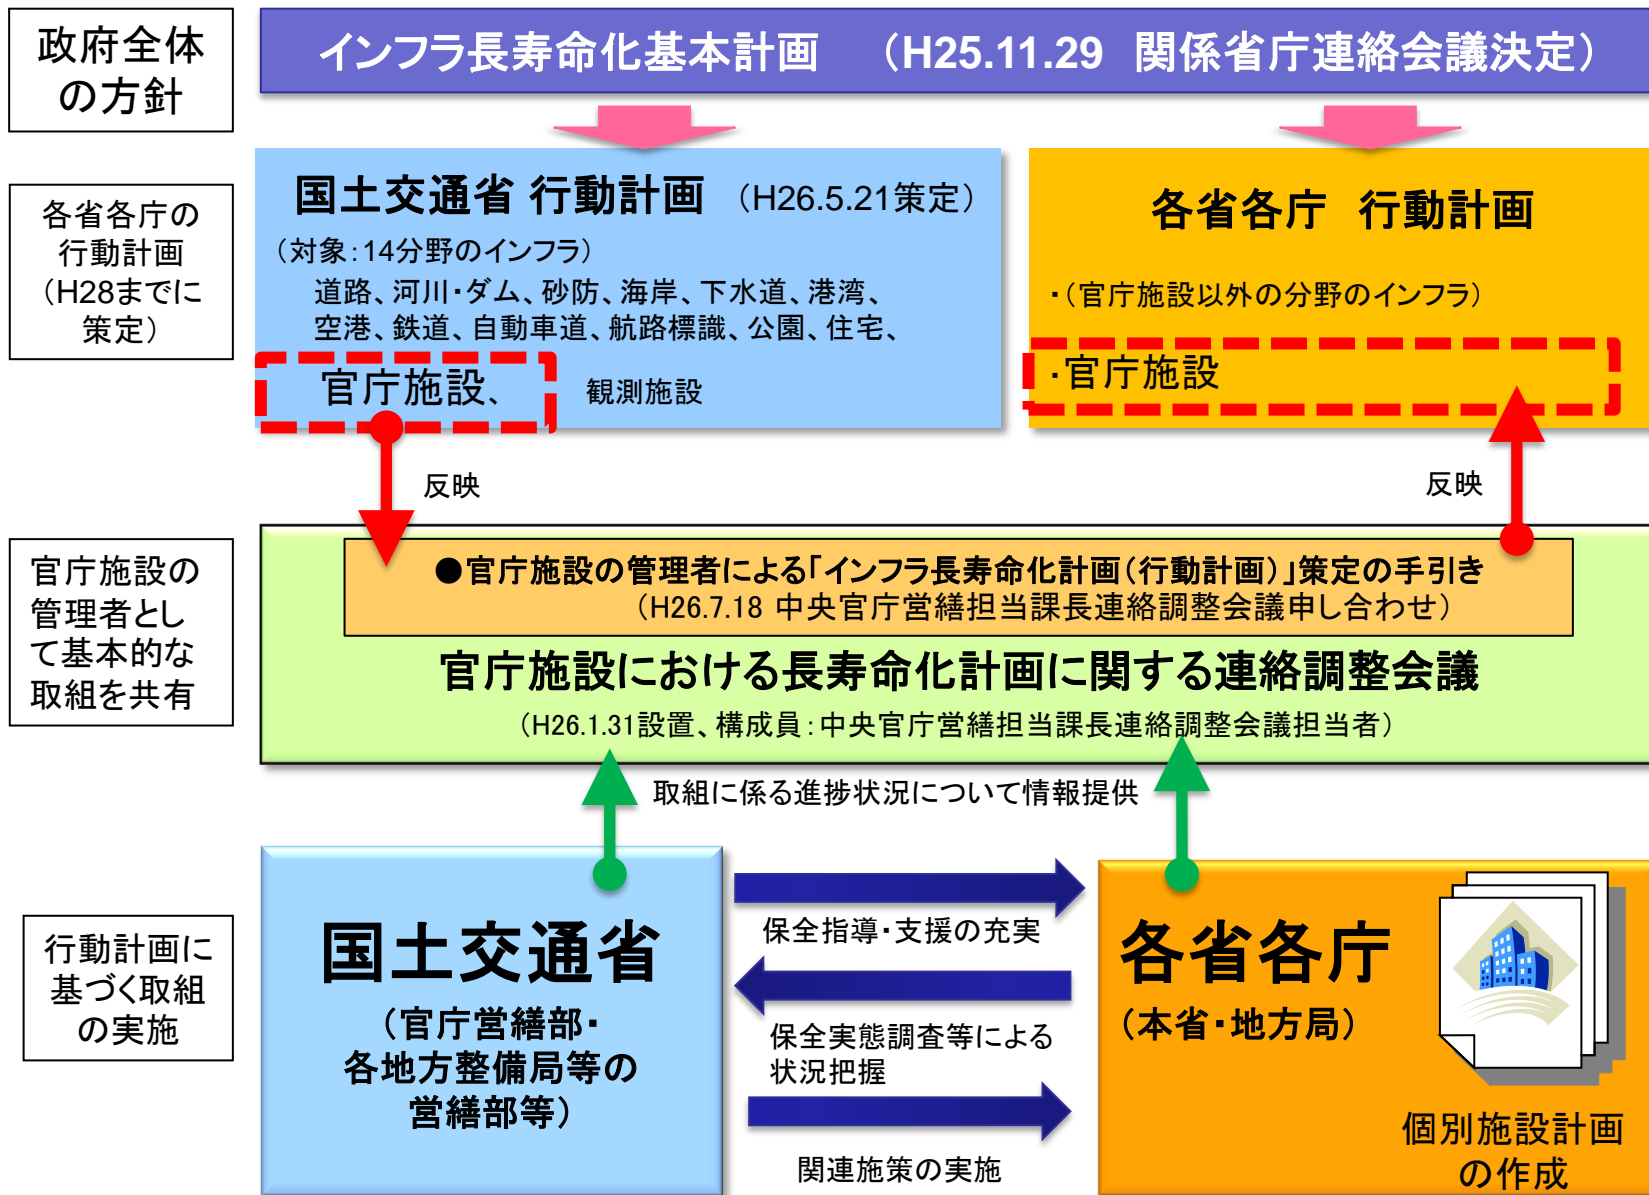 政府全体
の方針
インフラ長寿命化基本計画　（H25.11.29　関係省庁連絡会議決定）
各省各庁の
行動計画
（H28までに
策定）
国土交通省 行動計画　（H26.5.21策定）
（対象：14分野のインフラ）
道路、河川・ダム、砂防、海岸、下水道、港湾、
空港、鉄道、自動車道、航路標識、公園、住宅、
官庁施設、　観測施設
各省各庁　行動計画
・（官庁施設以外の分野のインフラ）
・官庁施設
反映
反映
官庁施設の
管理者とし
て基本的な
取組を共有
●官庁施設の管理者による「インフラ長寿命化計画（行動計画）」策定の手引き
（H26.7.18 中央官庁営繕担当課長連絡調整会議申し合わせ）
官庁施設における長寿命化計画に関する連絡調整会議
（H26.1.31設置、構成員：中央官庁営繕担当課長連絡調整会議担当者）
取組に係る進捗状況について情報提供
行動計画に
基づく取組
の実施
国土交通省
（官庁営繕部・
各地方整備局等の
営繕部等）
保全指導・支援の充実
保全実態調査等による
状況把握
関連施策の実施
各省各庁
（本省・地方局）
個別施設計画
の作成